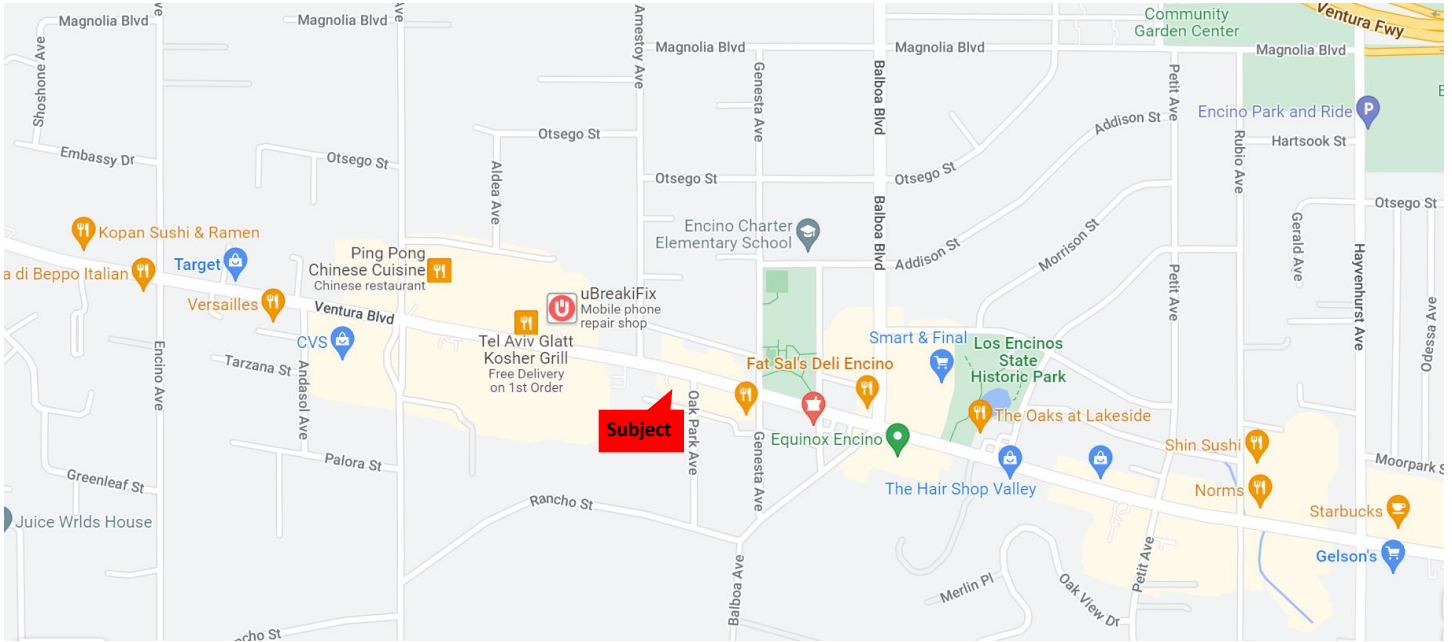 Magnolia Blvd
Magnolia Blvd
Ave
Ave
Amestoy Ave
Magnolia Blvd
Magnolia Blvd
Community
Garden Center
Ventura Fwy
Magnolia Blvd
Shoshone Ave
Genesta Ave
Balboa Blvd
Petit Ave
Encino Park and Ride
P
E
Addison St
Hartsook St
Rubio Ave
Embassy Dr
Otsego St
Otsego St
Aldea Ave
Otsego St
Otsego St
Otsego St
Kopan Sushi & Ramen
Encino Charter
Elementary School
Morrison St
Gerald Ave
Balboa Blvd
Addison St
Hayvenhurst Ave
Ping Pong
Chinese Cuisine
Chinese restaurant
Target
a di Beppo Italian
Petit Ave
Versailles
Ventura Blvd
uBreakiFix
Mobile phone
repair shop
Odessa Ave
CVS
Tel Aviv Glatt
Kosher Grill
Free Delivery
on 1st Order
Smart & Final
Los Encinos
State
Historic Park
Tarzana St
Encino Ave
Andasol Ave
Fat Sal's Deli Encino
Subject
Oak Park Ave
The Oaks at Lakeside
Equinox Encino
Genesta Ave
Shin Sushi
Palora St
Moorpark S
Greenleaf St
The Hair Shop Valley
Norms
Rancho St
Starbucks
Juice Wrlds House
Gelson's
Balboa Ave
Merlin Pl
Oak View Dr
Petit Ave
cho St